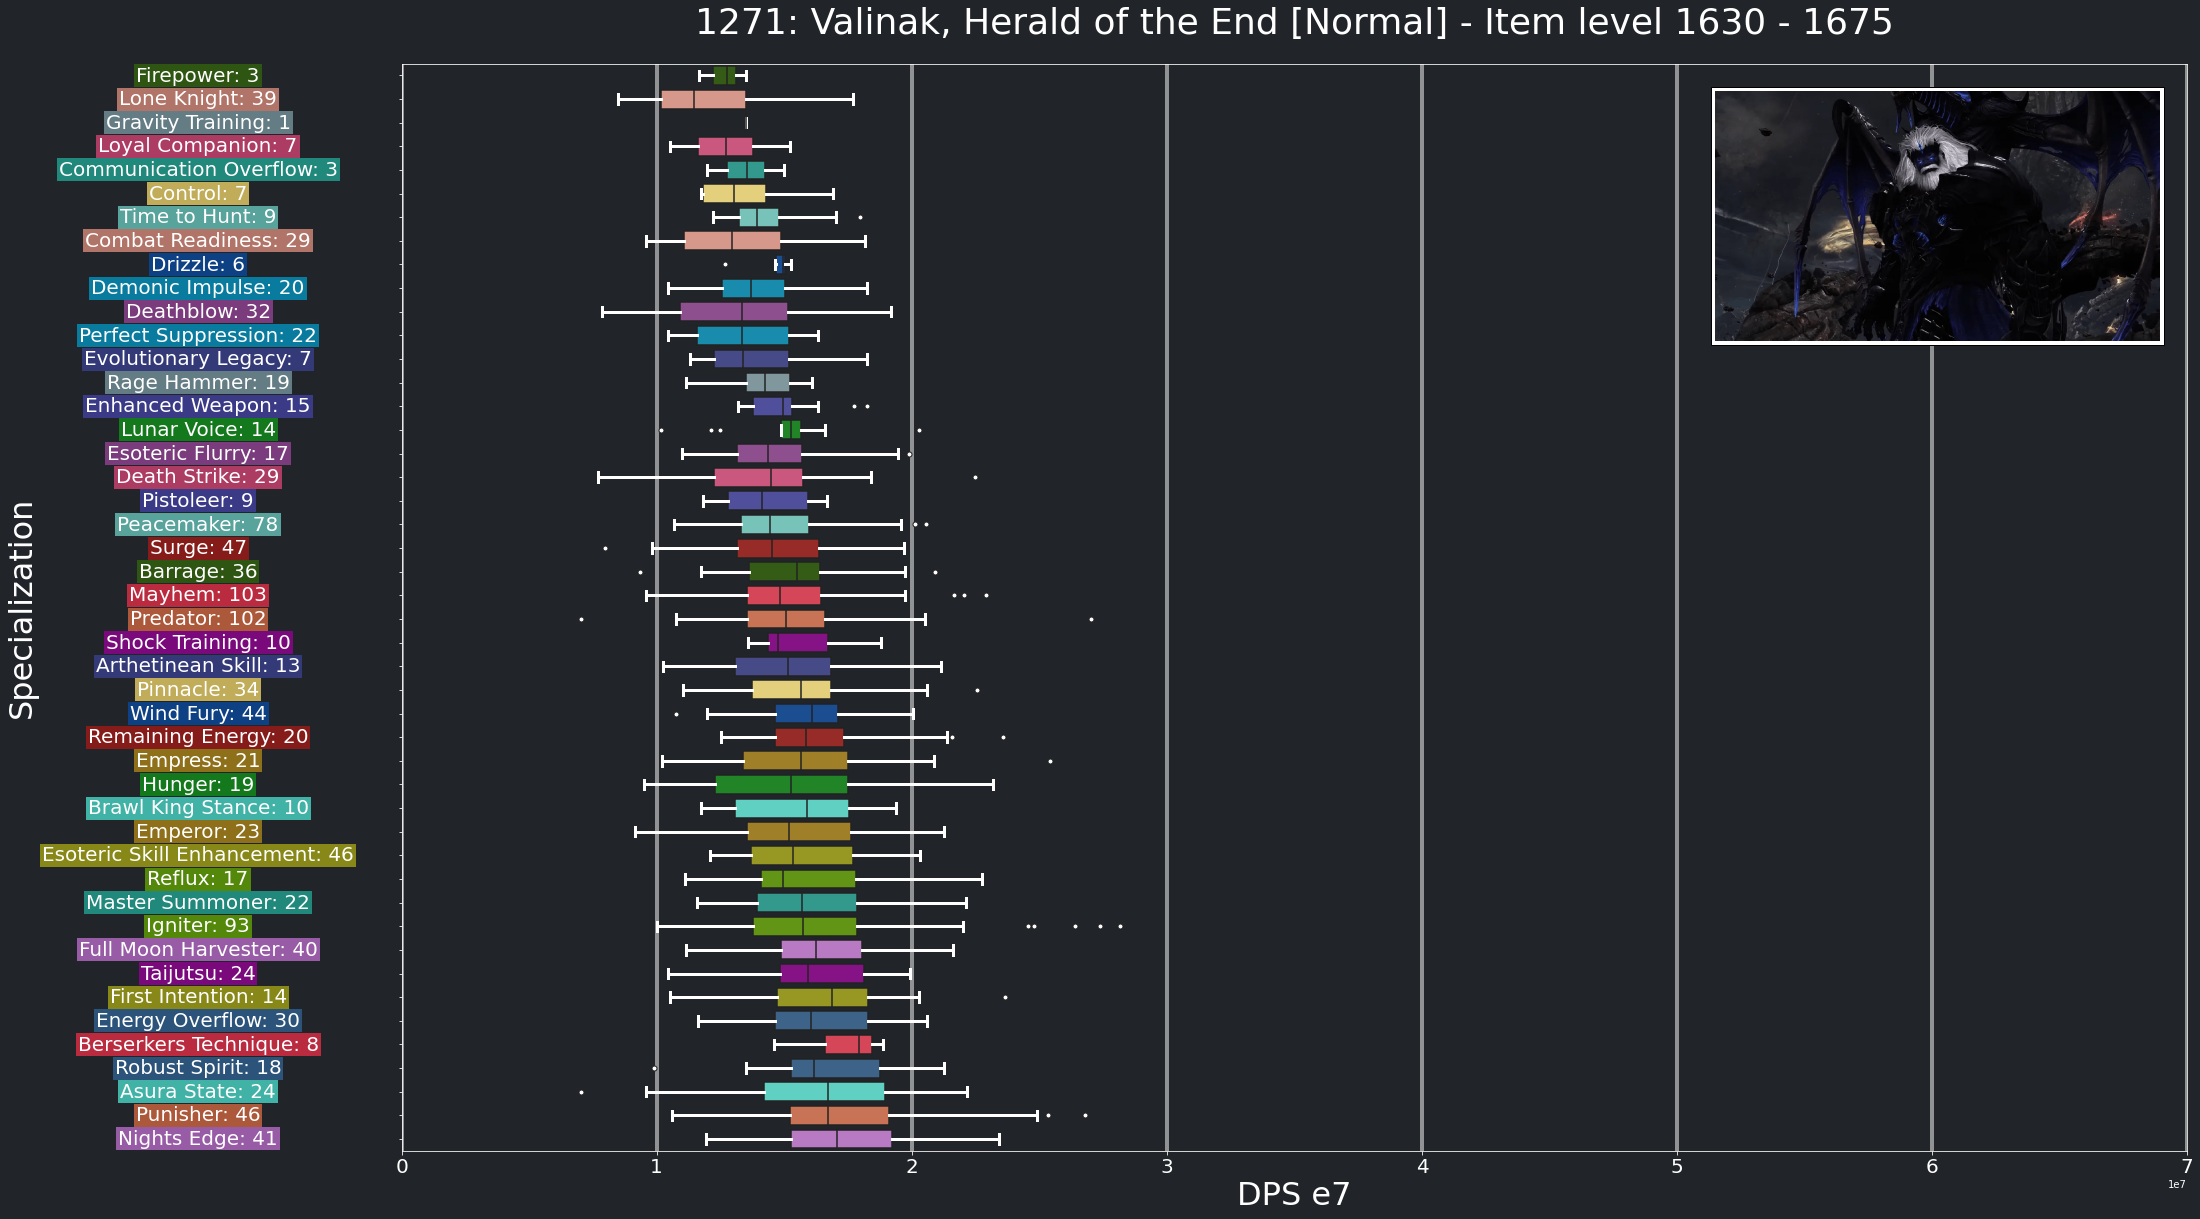 1271: Valinak, Herald of the End [Normal] - Item level 1630 - 1675
Specialization
Firepower: 3
Lone Knight: 39
Gravity Training: 1
Loyal Companion: 7
Communication Overflow: 3
Control: 7
Time to Hunt: 9
Combat Readiness: 29
Drizzle: 6
Demonic Impulse: 20
Deathblow: 32
Perfect Suppression: 22
Evolutionary Legacy: 7
Rage Hammer: 19
Enhanced Weapon: 15
Lunar Voice: 14
Esoteric Flurry: 17
Death Strike: 29
Pistoleer: 9
Peacemaker: 78
Surge: 47
Barrage: 36
Mayhem: 103
Predator: 102
Shock Training: 10
Arthetinean Skill: 13
Pinnacle: 34
Wind Fury: 44
Remaining Energy: 20
Empress: 21
Hunger: 19
Brawl King Stance: 10
Emperor: 23
Esoteric Skill Enhancement: 46
Reflux: 17
Master Summoner: 22
Igniter: 93
Full Moon Harvester: 40
Taijutsu: 24
First Intention: 14
Energy Overflow: 30
Berserkers Technique: 8
Robust Spirit: 18
Asura State: 24
Punisher: 46
Nights Edge: 41
0 1 2 3 4 5 6 7
1e7
DPS e7